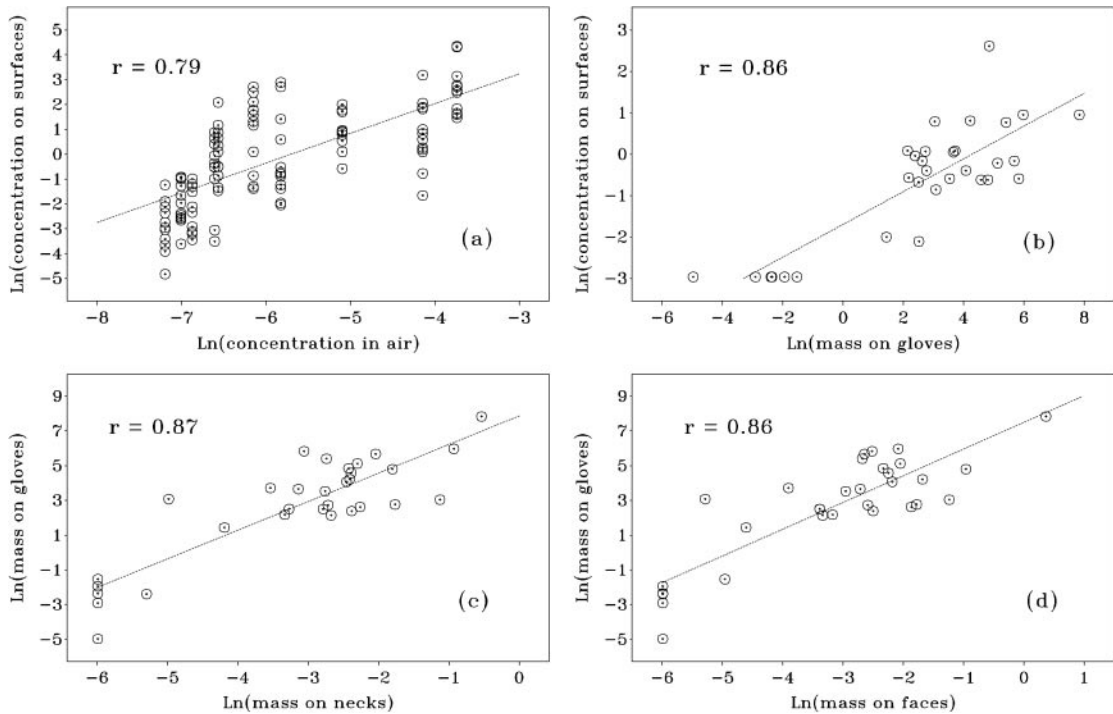 Ln(concentration on surfaces)
5
4
3
2
1
0
−1
−2
−3
−4
−5
r = 0.79
(a)
−8 −7 −6 −5 −4 −3
Ln(concentration in air)
Ln(concentration on surfaces)
3
2
1
0
−1
−2
−3
r = 0.86
(b)
−6 −4 −2 0 2 4 6 8
Ln(mass on gloves)
Ln(mass on gloves)
9
7
5
3
1
−1
−3
−5
r = 0.87
(c)
−6 −5 −4 −3 −2 −1 0
Ln(mass on necks)
Ln(mass on gloves)
9
7
5
3
1
−1
−3
−5
r = 0.86
(d)
−6 −5 −4 −3 −2 −1 0 1
Ln(mass on faces)